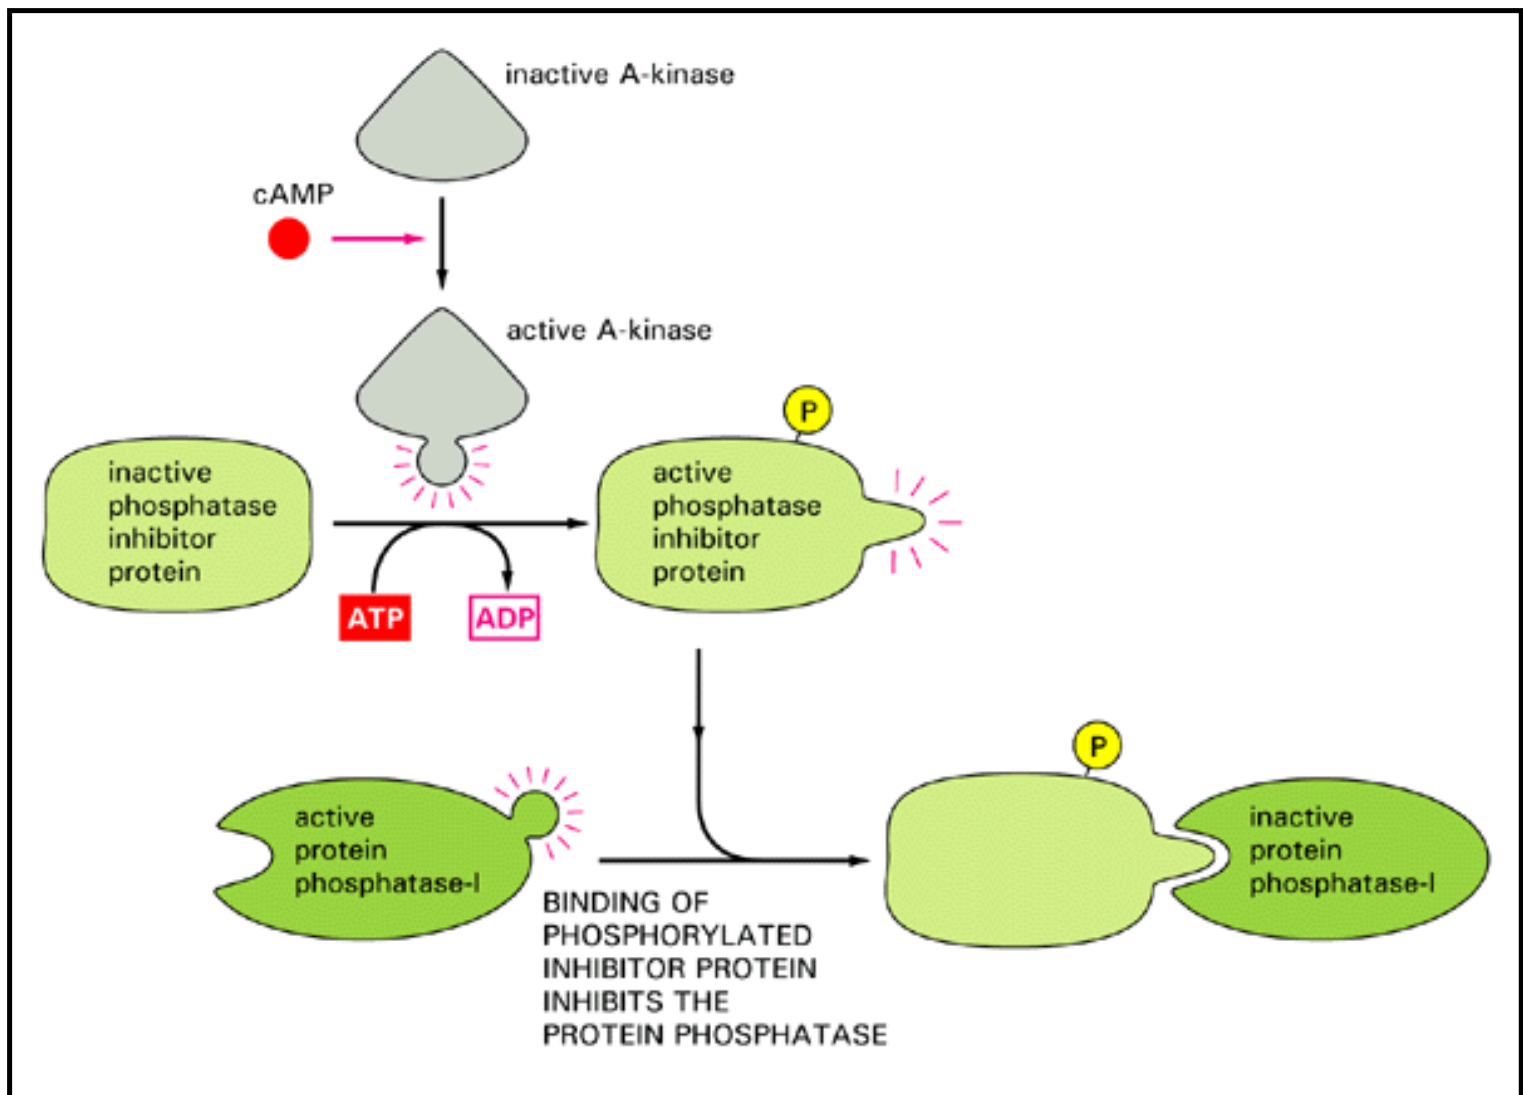 inactive A-kinase
cAMP
active A-kinase
P
inactive
phosphatase
inhibitor
protein
active
phosphatase
inhibitor
protein
ATP
ADP
P
active
protein
phosphatase-I
inactive
protein
phosphatase-I
BINDING OF
PHOSPHORYLATED
INHIBITOR PROTEIN
INHIBITS THE
PROTEIN PHOSPHATASE